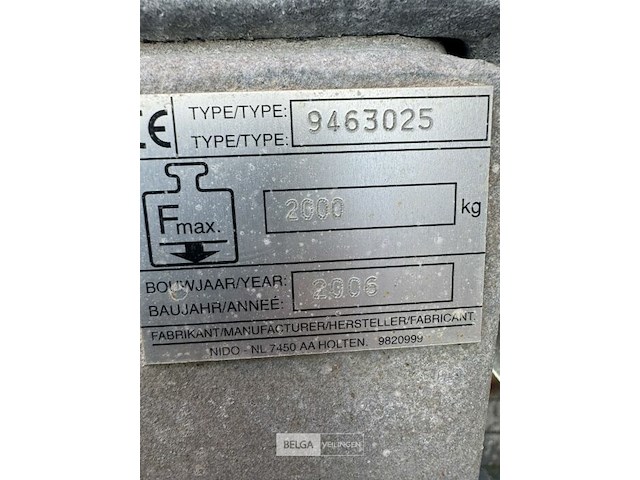 CE
TYPE/TYPE: 9463025
TYPE/TYPE:
Fmax. 2000 kg
BOUWJAAR/YEAR: 2006
BAUJAHR/ANNEÉ:
FABRIKANT/MANUFACTURER/HERSTELLER/FABRICANT.
NIDO - NL 7450 AA HOLTEN. 9820999
BELGA VEILINGEN